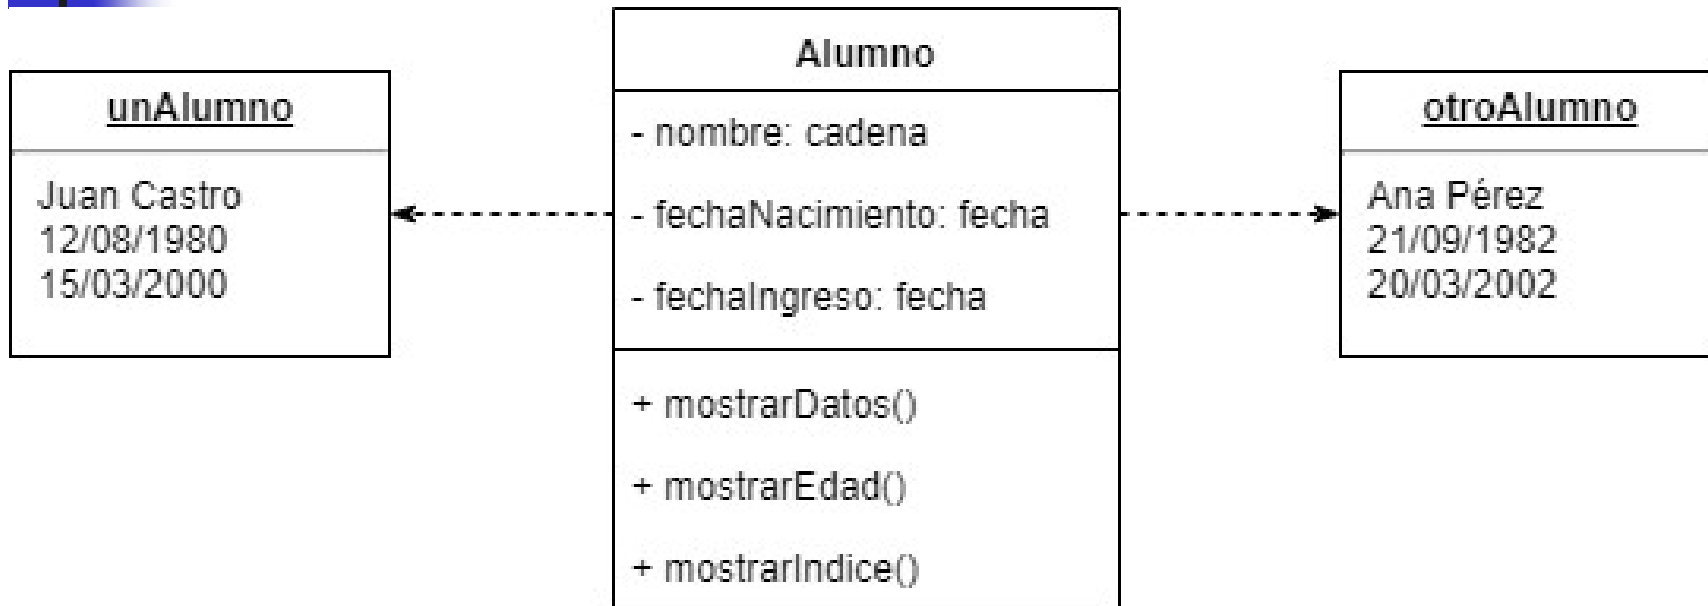 unAlumno
Juan Castro
12/08/1980
15/03/2000
Alumno
- nombre: cadena
- fechaNacimiento: fecha
- fechaIngreso: fecha
+ mostrarDatos()
+ mostrarEdad()
+ mostrarIndice()
otroAlumno
Ana Pérez
21/09/1982
20/03/2002